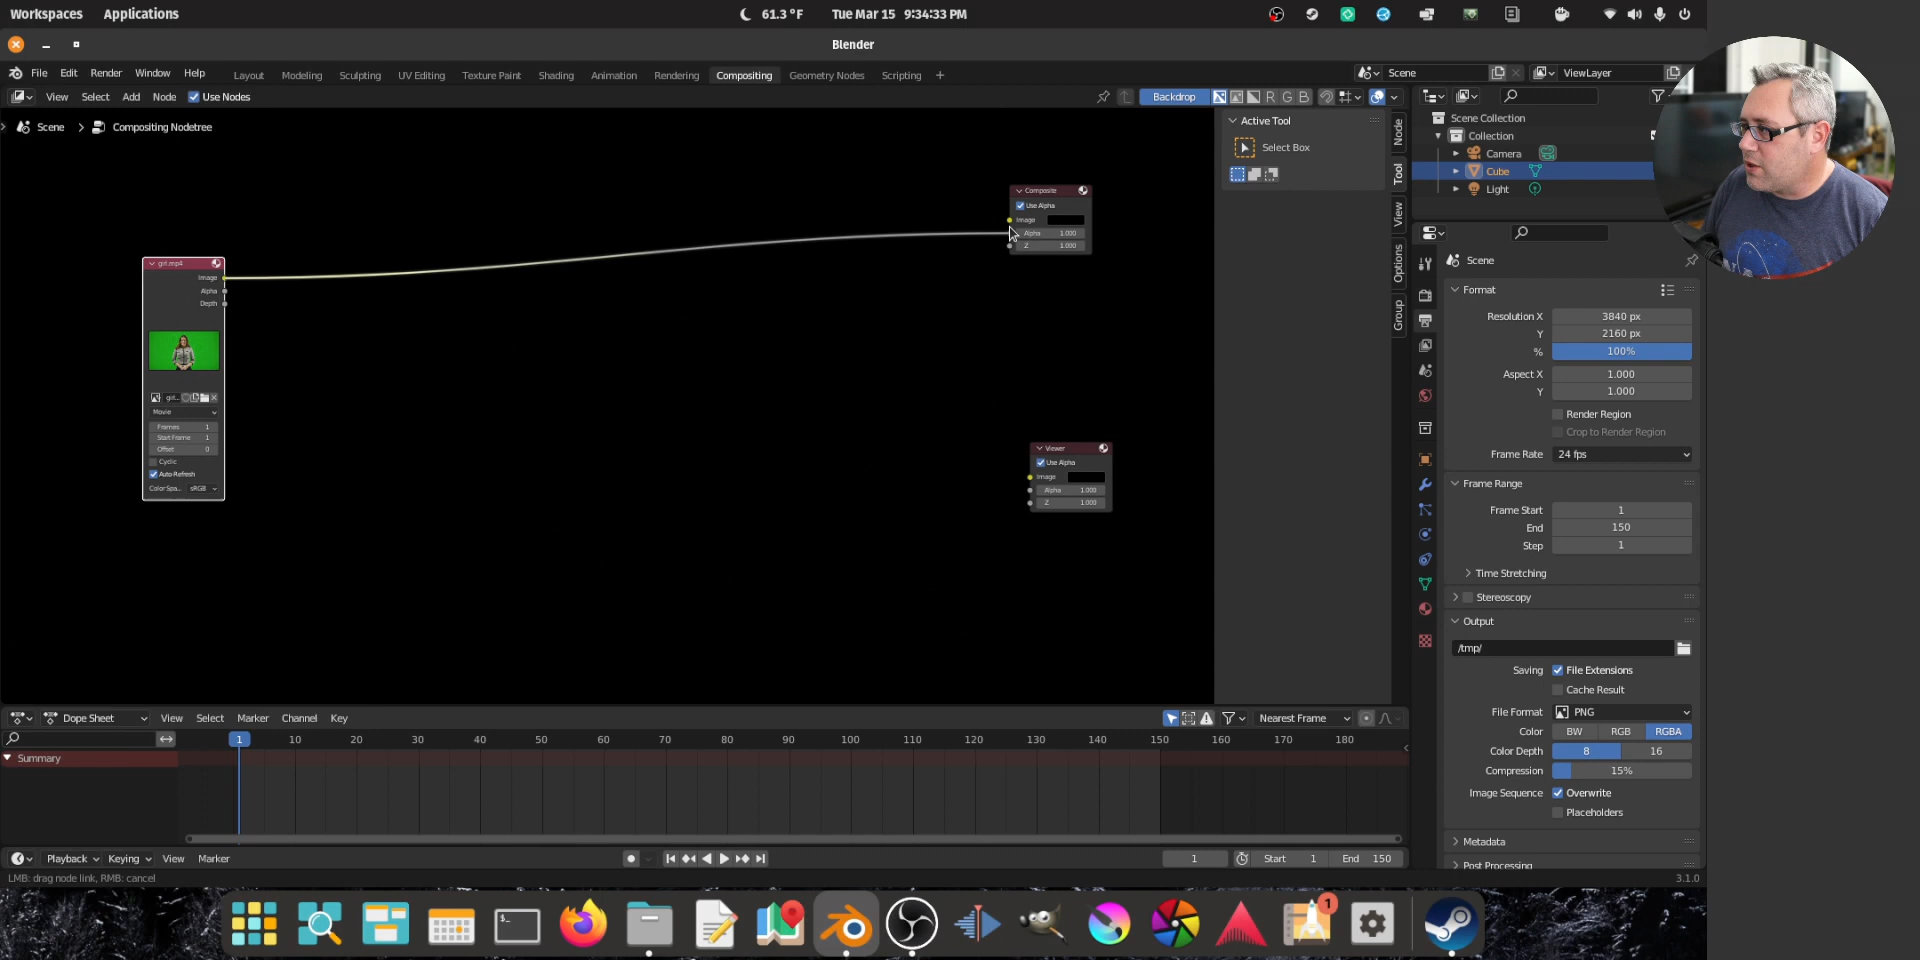 Workspaces Applications 61.3 °F Tue Mar 15 9:34:33 PM
Blender
File Edit Render Window Help Layout Modeling Sculpting UV Editing Texture Paint Shading Animation Rendering Compositing Geometry Nodes Scripting + Scene ViewLayer
View Select Add Node Use Nodes Backdrop R G B
Scene > Compositing Nodetree
Active Tool
Select Box
Node
Tool
View
Options
Group
Scene Collection
Collection
Camera
Cube
Light
Composite
Use Alpha
Image
Alpha 1.000
Z 1.000
girl.mp4
Image
Alpha
Depth
girl...
Movie
Frames 1
Start Frame 1
Offset 0
Cyclic
Auto-Refresh
Color Spa... sRGB
Viewer
Use Alpha
Image
Alpha 1.000
Z 1.000
Scene
Format
Resolution X 3840 px
Y 2160 px
% 100%
Aspect X 1.000
Y 1.000
Render Region
Crop to Render Region
Frame Rate 24 fps
Frame Range
Frame Start 1
End 150
Step 1
Time Stretching
Stereoscopy
Output
/tmp/
Saving File Extensions
Cache Result
File Format PNG
Color BW RGB RGBA
Color Depth 8 16
Compression 15%
Image Sequence Overwrite
Placeholders
Metadata
Post Processing
Dope Sheet View Select Marker Channel Key Nearest Frame
1 10 20 30 40 50 60 70 80 90 100 110 120 130 140 150 160 170 180
Summary
Playback Keying View Marker 1 Start 1 End 150
LMB: drag node link, RMB: cancel 3.1.0
$_
1